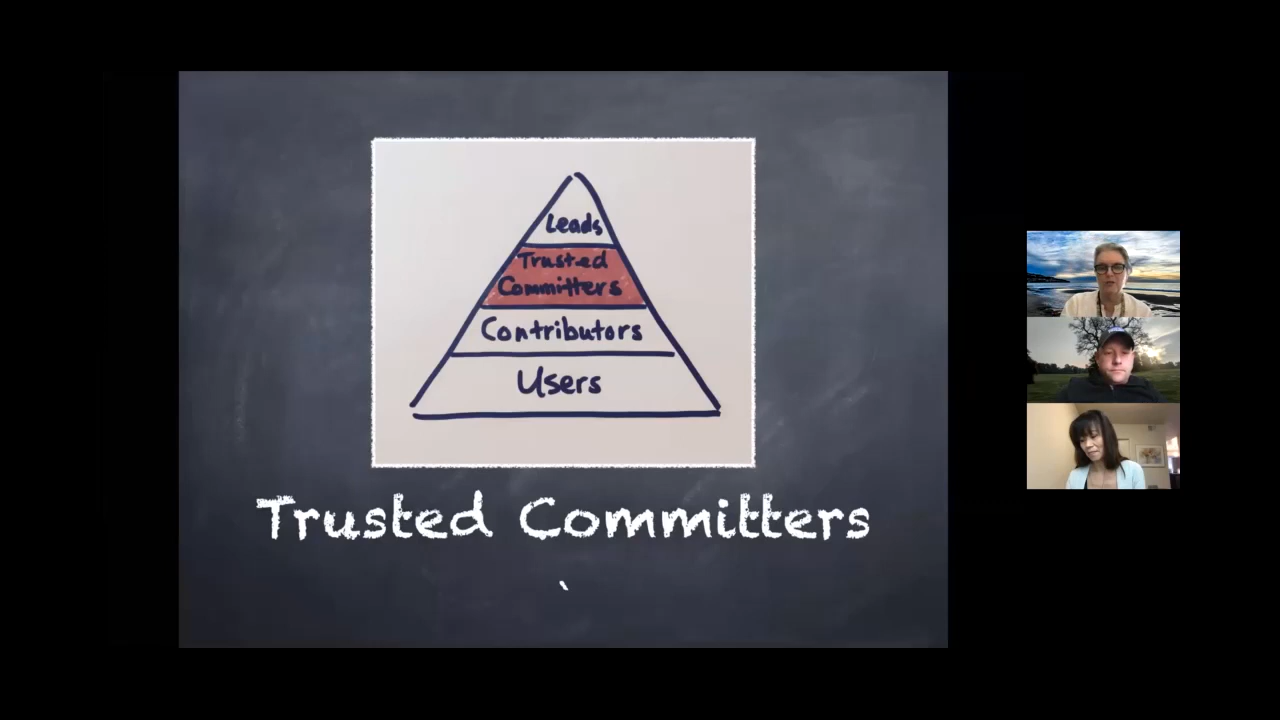 Leads
Trusted
Committers
Contributors
Users
Trusted Committers